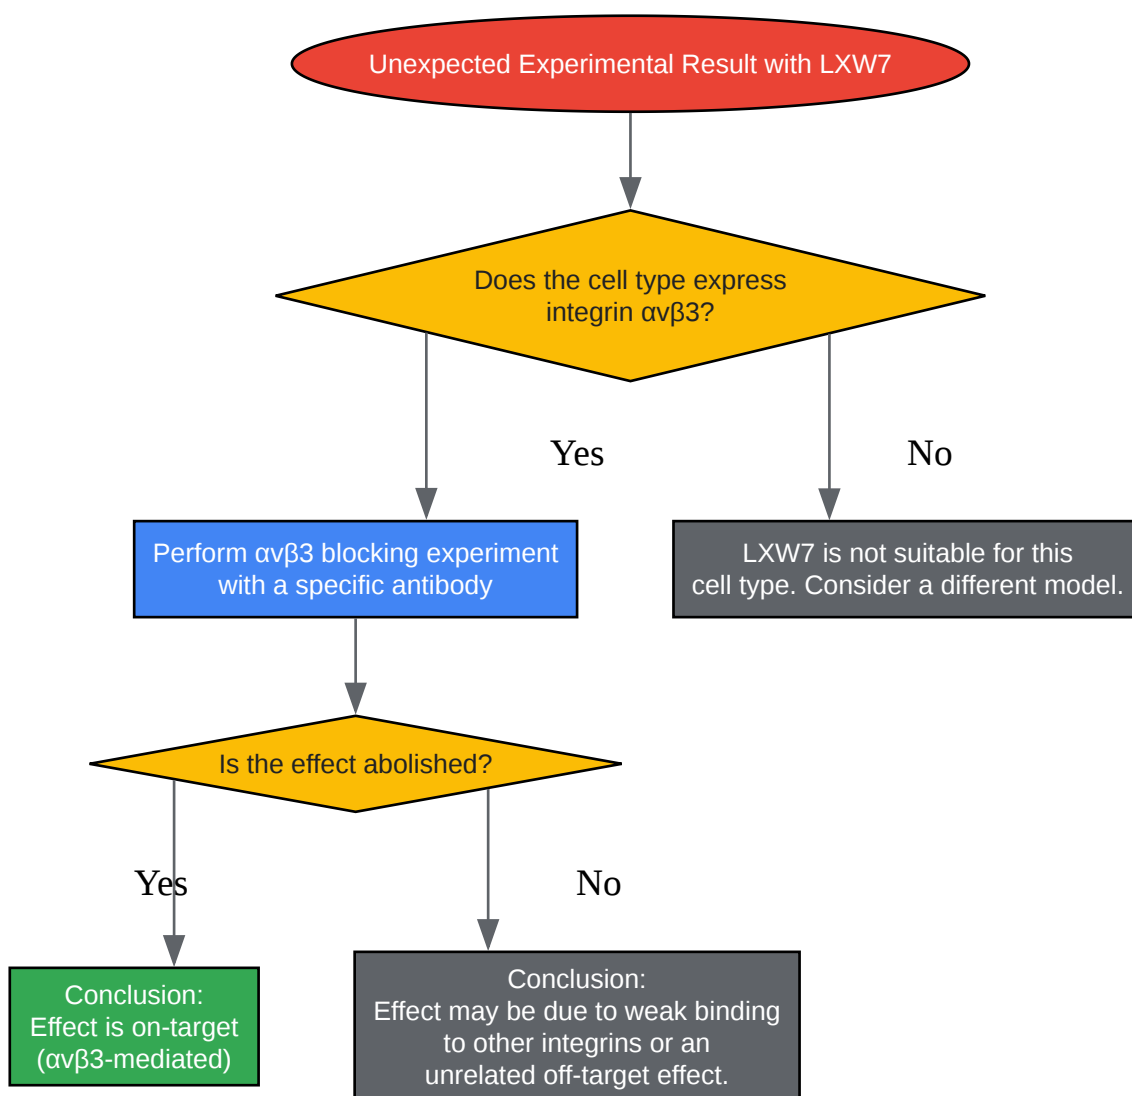 Unexpected Experimental Result with LXW7
Does the cell type express
integrin αvβ3?
Yes
No
Perform αvβ3 blocking experiment
with a specific antibody
LXW7 is not suitable for this
cell type. Consider a different model.
Is the effect abolished?
Yes
No
Conclusion:
Effect is on-target
(αvβ3-mediated)
Conclusion:
Effect may be due to weak binding
to other integrins or an
unrelated off-target effect.